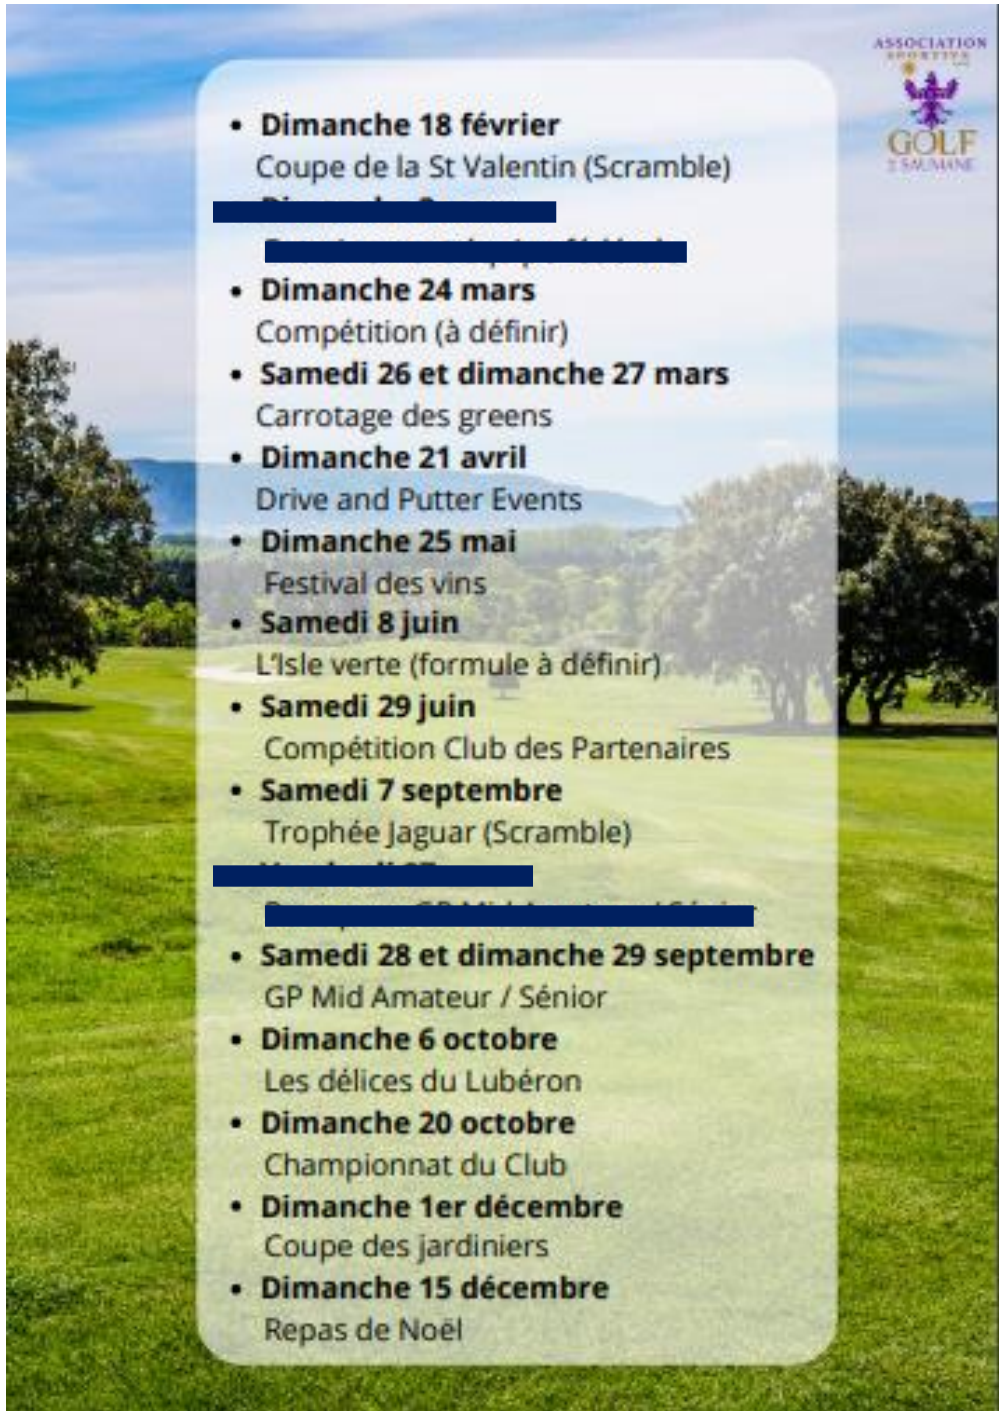 ASSOCIATION
SPORTIVE
GOLF
SAUMANE
• Dimanche 18 février
Coupe de la St Valentin (Scramble)
• Dimanche 24 mars
Compétition (à définir)
• Samedi 26 et dimanche 27 mars
Carrotage des greens
• Dimanche 21 avril
Drive and Putter Events
• Dimanche 25 mai
Festival des vins
• Samedi 8 juin
L'Isle verte (formule à définir)
• Samedi 29 juin
Compétition Club des Partenaires
• Samedi 7 septembre
Trophée Jaguar (Scramble)
• Samedi 28 et dimanche 29 septembre
GP Mid Amateur / Sénior
• Dimanche 6 octobre
Les délices du Lubéron
• Dimanche 20 octobre
Championnat du Club
• Dimanche 1er décembre
Coupe des jardiniers
• Dimanche 15 décembre
Repas de Noël